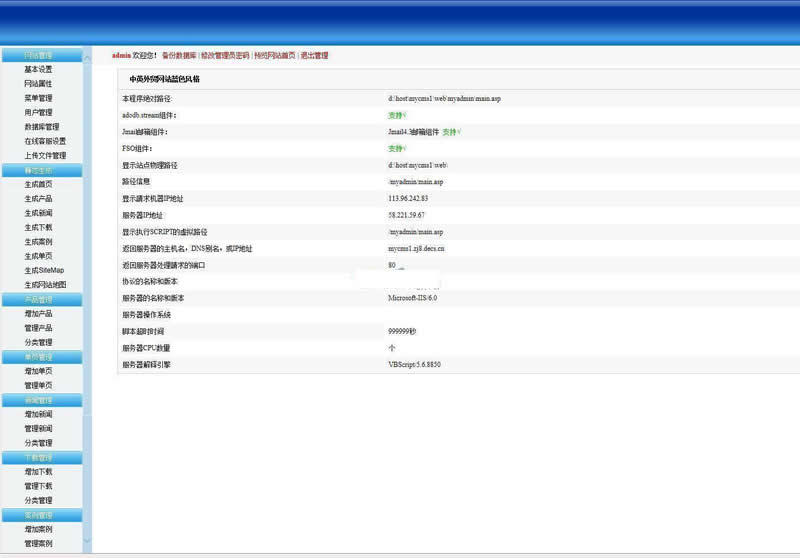 admin 欢迎您！ 备份数据库 | 修改管理员密码 | 预览网站首页 | 退出管理
网站管理
基本设置
网站属性
菜单管理
用户管理
数据库管理
在线客服设置
上传文件管理
静态生成
生成首页
生成产品
生成新闻
生成下载
生成案例
生成单页
生成SiteMap
生成网站地图
产品管理
增加产品
管理产品
分类管理
单页管理
增加单页
管理单页
新闻管理
增加新闻
管理新闻
分类管理
下载管理
增加下载
管理下载
分类管理
案例管理
增加案例
管理案例
中英外贸网站蓝色风格
本程序绝对路径: d:\host\mycms1\web\myadmin\main.asp
adodb.stream组件: 支持√
Jmail邮箱组件: Jmail4.3邮箱组件 支持√
FSO组件: 支持√
显示站点物理路径 d:\host\mycms1\web\
路径信息 /myadmin/main.asp
显示请求机器IP地址 113.96.242.83
服务器IP地址 58.221.59.67
显示执行SCRIPT的虚拟路径 /myadmin/main.asp
返回服务器的主机名，DNS别名，或IP地址 mycms1.zj8.decs.cn
返回服务器处理请求的端口 80
协议的名称和版本
服务器的名称和版本 Microsoft-IIS/6.0
服务器操作系统
脚本超时时间 999999秒
服务器CPU数量 个
服务器解释引擎 VBScript/5.6.8850